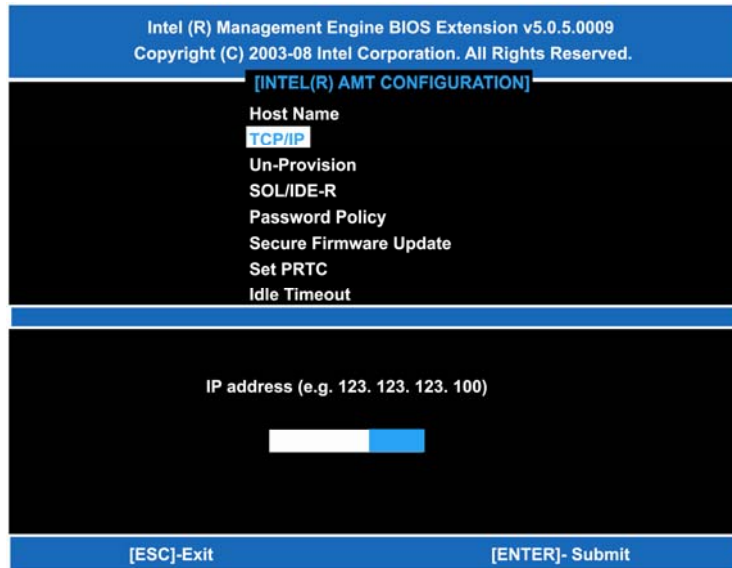 Intel (R) Management Engine BIOS Extension v5.0.5.0009
Copyright (C) 2003-08 Intel Corporation. All Rights Reserved.
[INTEL(R) AMT CONFIGURATION]
Host Name
TCP/IP
Un-Provision
SOL/IDE-R
Password Policy
Secure Firmware Update
Set PRTC
Idle Timeout
IP address (e.g. 123. 123. 123. 100)
[ESC]-Exit
[ENTER]- Submit